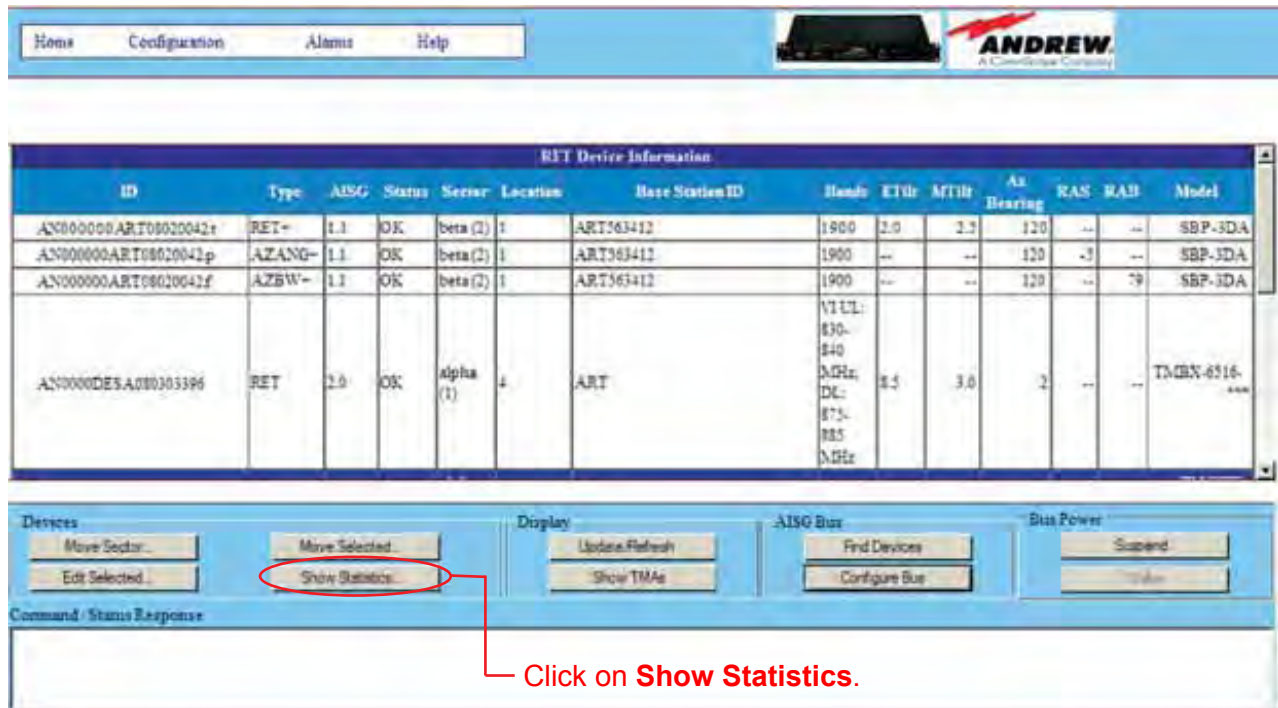 Home Configuration Alarms Help
ANDREW.
A CommScope Company
RET Device Information
ID Type AISG Status Sector Location Base Station ID Bands ETilt MTilt Az Bearing RAS RAB Model
RET~ 1.1 OK beta (2) 1 ART563412 1900 2.0 2.5 120 -- -- SBP-3DA
AN000000ART08020042p AZANG~ 1.1 OK beta (2) 1 ART563412 1900 -- -- 120 -5 -- SBP-3DA
AN000000ART08020042f AZBW~ 1.1 OK beta (2) 1 ART563412 1900 -- -- 120 -- 79 SBP-3DA
AN0000DESA080303396 RET 2.0 OK alpha (1) 4 ART VI UL: 830-840 MHz; DL: 875-885 MHz 8.5 3.0 2 -- -- TMBX-6516-***
Devices Display AISG Bus Bus Power
Move Sector... Move Selected... Update/Refresh Find Devices Suspend
Edit Selected... Show Statistics... Show TMAs Configure Bus
Command / Status Response
Click on Show Statistics.